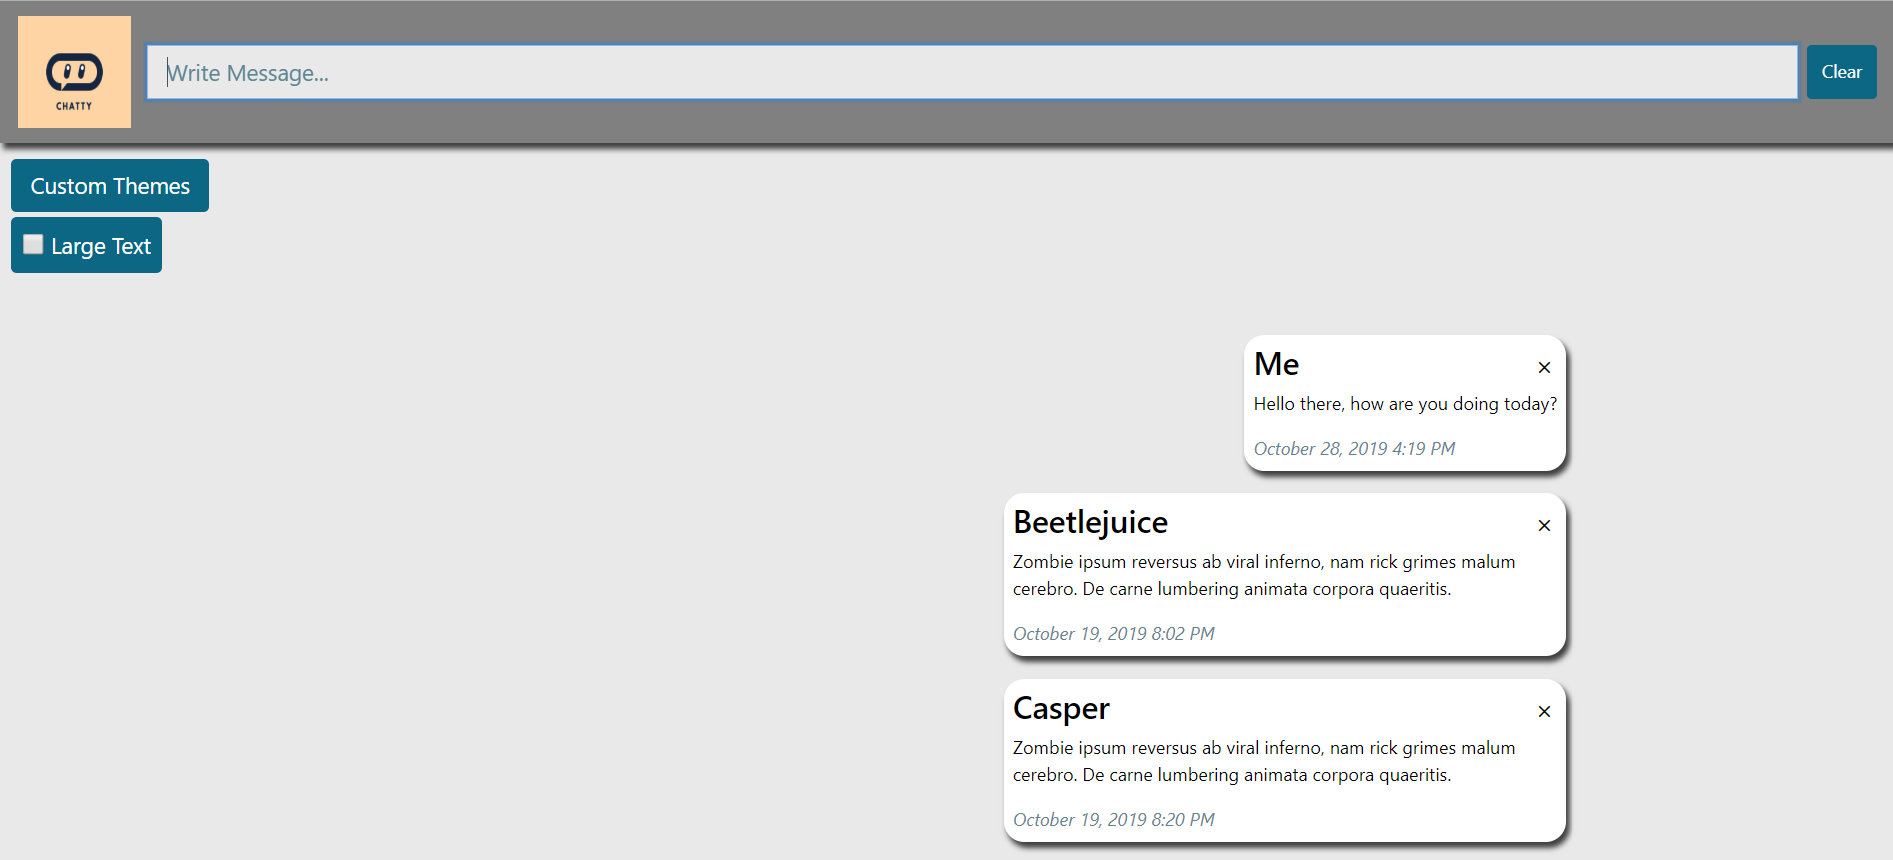 CHATTY
Write Message...
Clear
Custom Themes
Large Text
Me
×
Hello there, how are you doing today?
October 28, 2019 4:19 PM
Beetlejuice
×
Zombie ipsum reversus ab viral inferno, nam rick grimes malum
cerebro. De carne lumbering animata corpora quaeritis.
October 19, 2019 8:02 PM
Casper
×
Zombie ipsum reversus ab viral inferno, nam rick grimes malum
cerebro. De carne lumbering animata corpora quaeritis.
October 19, 2019 8:20 PM